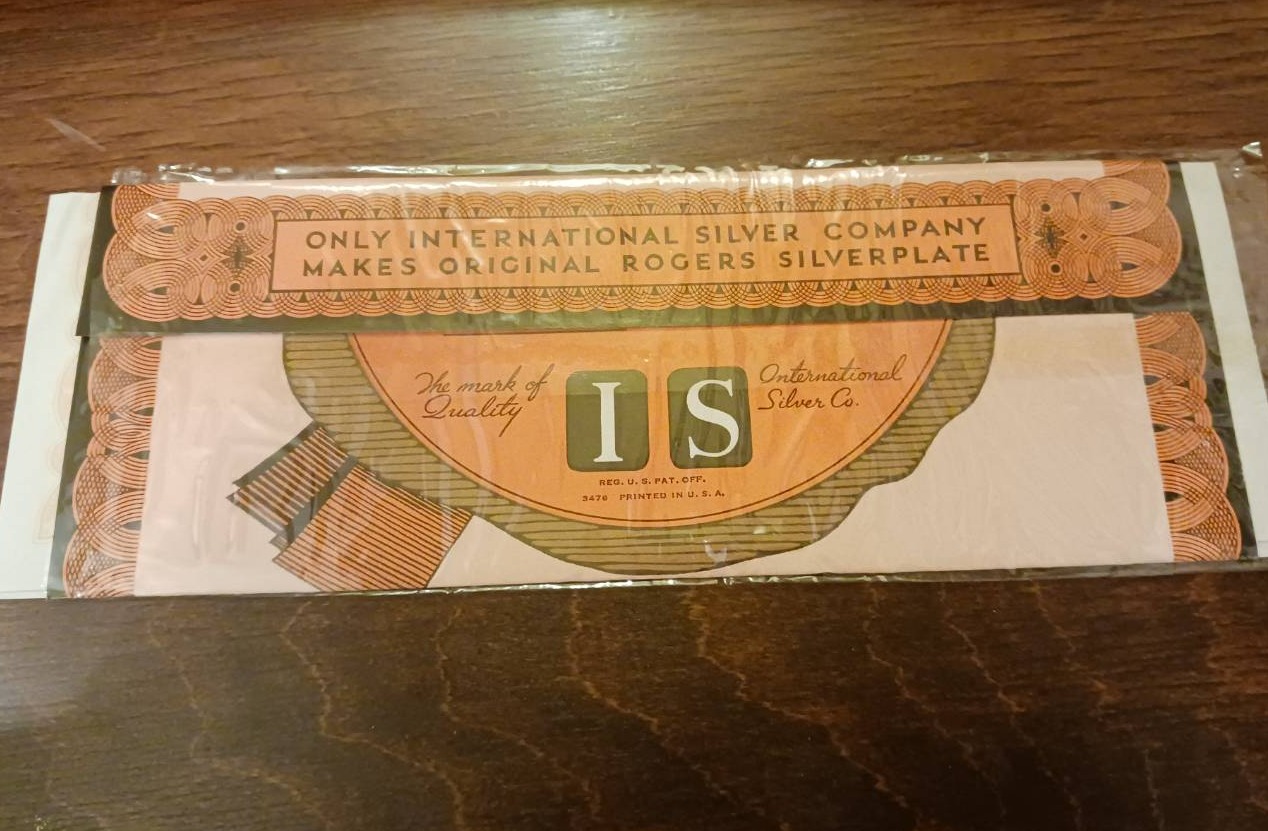 ONLY INTERNATIONAL SILVER COMPANY
MAKES ORIGINAL ROGERS SILVERPLATE
The mark of
Quality
IS
International
Silver Co.
REG. U. S. PAT. OFF.
3476 PRINTED IN U. S. A.